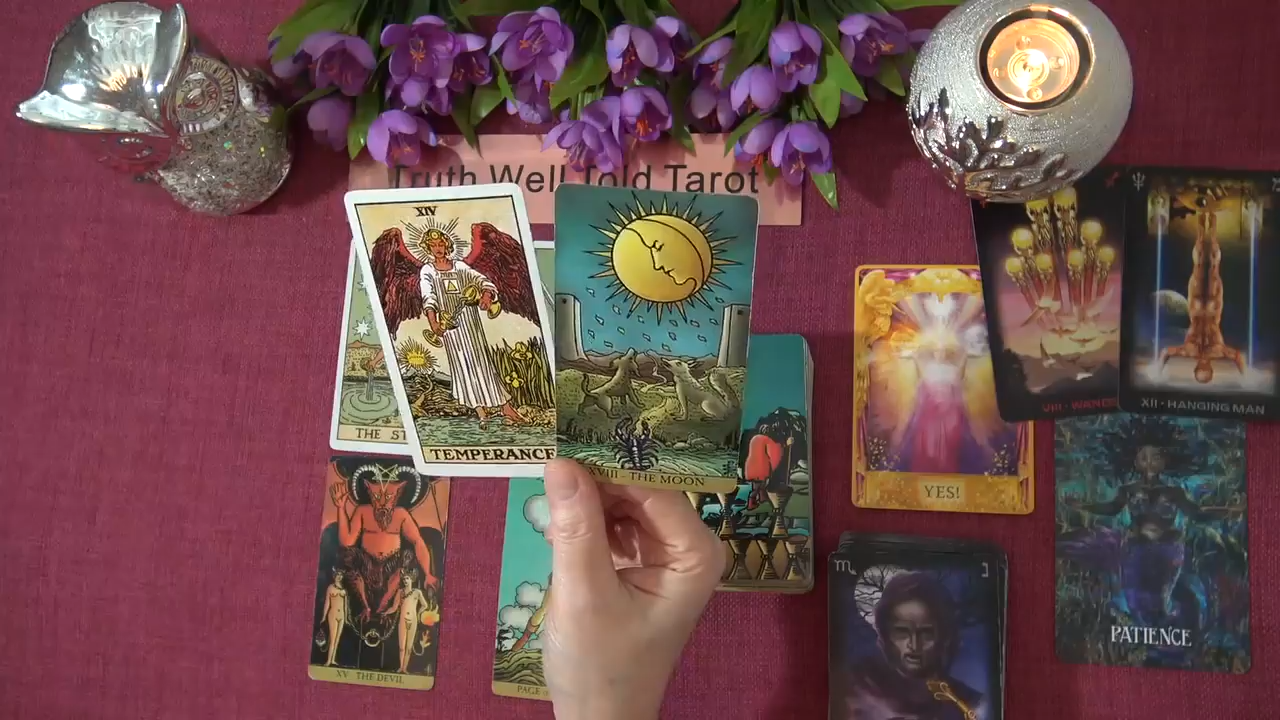 Truth Well Told Tarot
XIV
TEMPERANCE
XVIII - THE MOON
THE ST
VIII · WANDS
XII · HANGING MAN
YES!
PATIENCE
XV THE DEVIL
PAGE